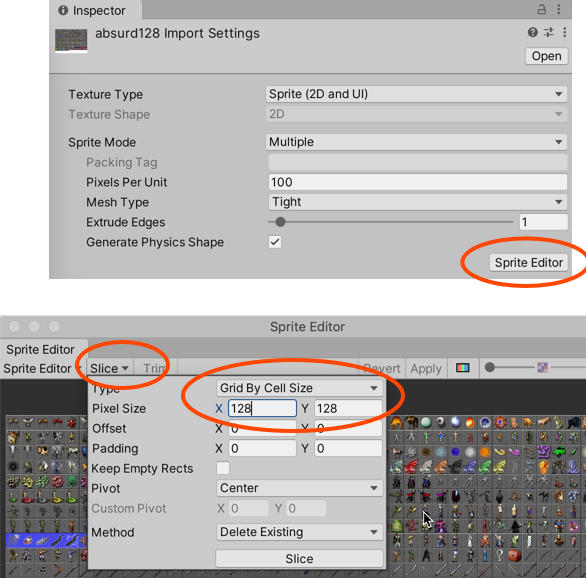 Inspector
absurd128 Import Settings
Open
Texture Type Sprite (2D and UI)
Texture Shape 2D
Sprite Mode Multiple
Packing Tag
Pixels Per Unit 100
Mesh Type Tight
Extrude Edges 1
Generate Physics Shape
Sprite Editor
Sprite Editor
Sprite Editor
Sprite Editor Slice Trim Revert Apply
Type Grid By Cell Size
Pixel Size X 128 Y 128
Offset X 0 Y 0
Padding X 0 Y 0
Keep Empty Rects
Pivot Center
Custom Pivot X 0 Y 0
Method Delete Existing
Slice